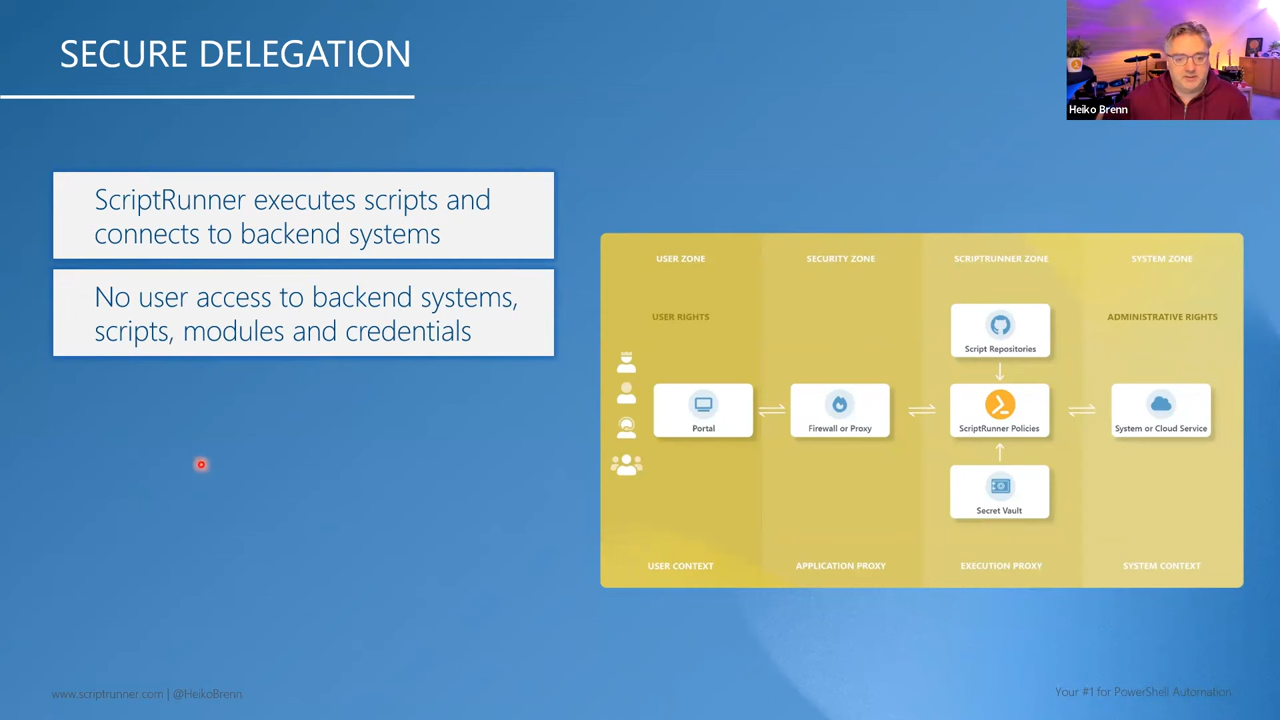 SECURE DELEGATION
Heiko Brenn
ScriptRunner executes scripts and
connects to backend systems
No user access to backend systems,
scripts, modules and credentials
USER ZONE
SECURITY ZONE
SCRIPTRUNNER ZONE
SYSTEM ZONE
USER RIGHTS
ADMINISTRATIVE RIGHTS
Script Repositories
Portal
Firewall or Proxy
ScriptRunner Policies
System or Cloud Service
Secret Vault
USER CONTEXT
APPLICATION PROXY
EXECUTION PROXY
SYSTEM CONTEXT
www.scriptrunner.com | @HeikoBrenn
Your #1 for PowerShell Automation